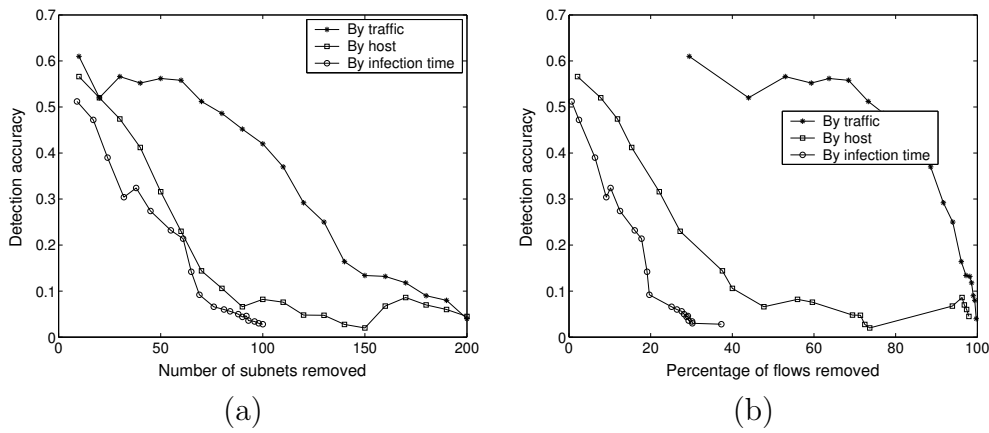 0.7
0.6
0.5
0.4
0.3
0.2
0.1
0
0
50
100
150
200
Detection accuracy
Number of subnets removed
By traffic
By host
By infection time
(a)
0.7
0.6
0.5
0.4
0.3
0.2
0.1
0
0
20
40
60
80
100
Detection accuracy
Percentage of flows removed
By traffic
By host
By infection time
(b)